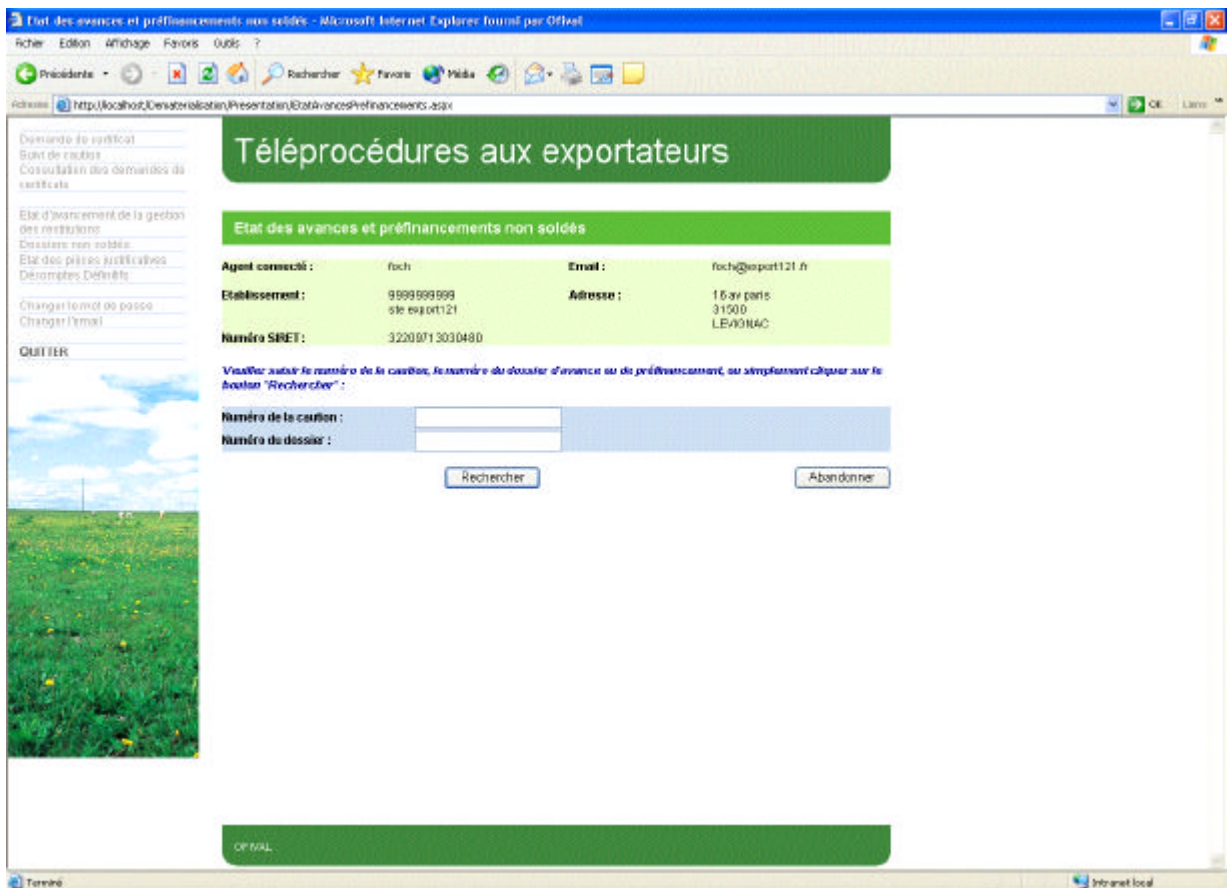 Etat des avances et préfinancements non soldés - Microsoft Internet Explorer fourni par Ofival
Fichier Edition Affichage Favoris Outils ?
Précédente Rechercher Favoris Média
Adresse http://localhost/Dematerialisation/Presentation/EtatAvancesPrefinancements.aspx OK Liens
Demande de certificat
Suivi de caution
Consultation des demandes de
certificats
Etat d'avancement de la gestion
des restitutions
Dossiers non soldés
Etat des pièces justificatives
Décomptes Définitifs
Changer le mot de passe
Changer l'email
QUITTER
Téléprocédures aux exportateurs
Etat des avances et préfinancements non soldés
Agent connecté : foch Email : foch@export121.fr
Etablissement : 9999999999 Adresse : 16 av paris
ste export121 31500
LEVIGNAC
Numéro SIRET : 32209713030480
Veuillez saisir le numéro de la caution, le numéro du dossier d'avance ou de préfinancement, ou simplement cliquer sur le
bouton "Rechercher" :
Numéro de la caution :
Numéro du dossier :
Rechercher Abandonner
OFIVAL
Terminé Intranet local